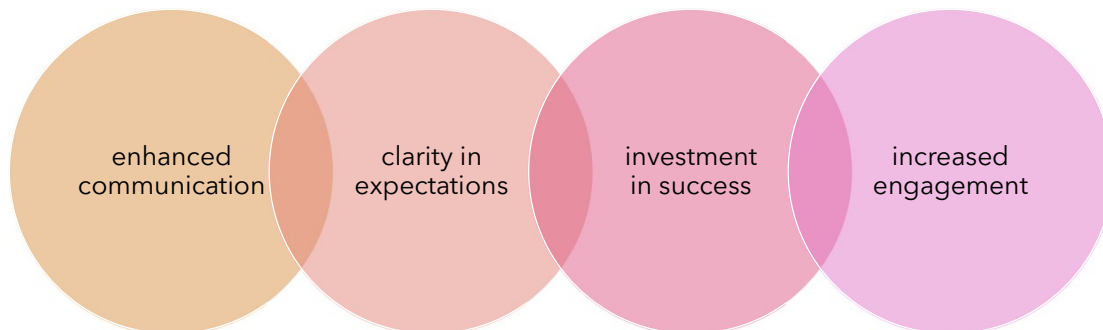 enhanced
communication
clarity in
expectations
investment
in success
increased
engagement